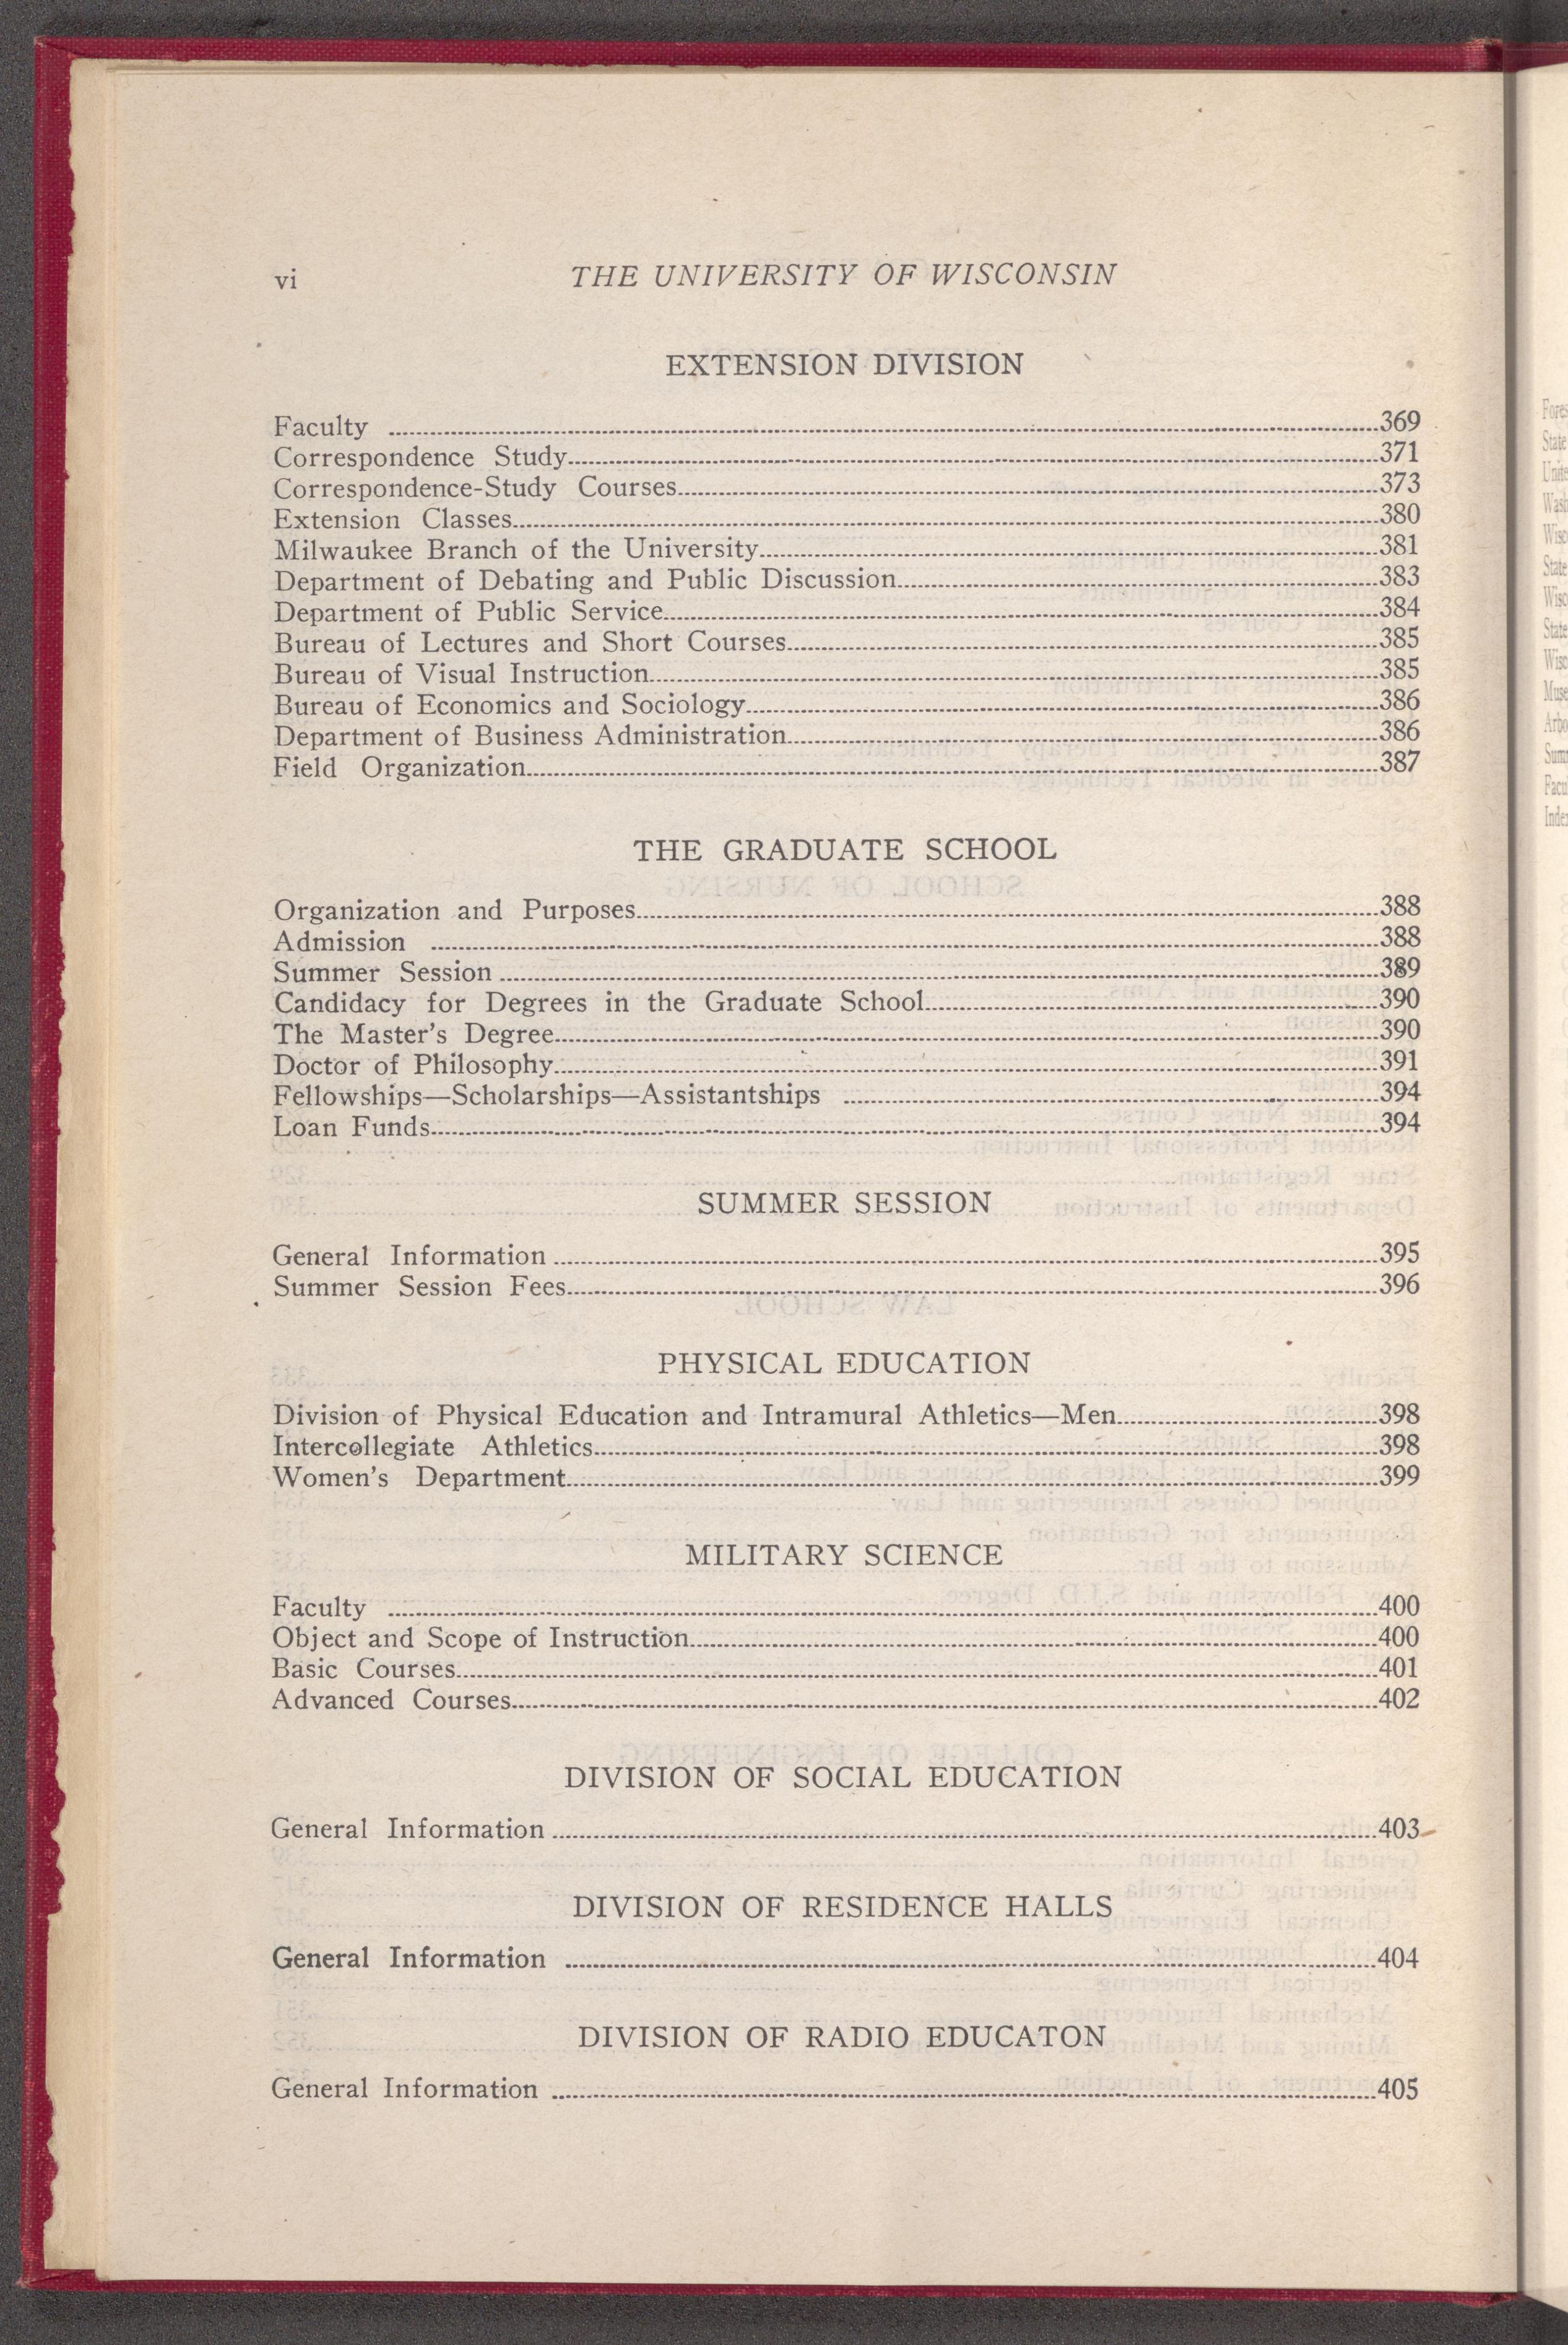 vi THE UNIVERSITY OF WISCONSIN
EXTENSION DIVISION
Faculty ........ 369
Correspondence Study ........ 371
Correspondence-Study Courses ........ 373
Extension Classes ........ 380
Milwaukee Branch of the University ........ 381
Department of Debating and Public Discussion ........ 383
Department of Public Service ........ 384
Bureau of Lectures and Short Courses ........ 385
Bureau of Visual Instruction ........ 385
Bureau of Economics and Sociology ........ 386
Department of Business Administration ........ 386
Field Organization ........ 387
THE GRADUATE SCHOOL
Organization and Purposes ........ 388
Admission ........ 388
Summer Session ........ 389
Candidacy for Degrees in the Graduate School ........ 390
The Master's Degree ........ 390
Doctor of Philosophy ........ 391
Fellowships—Scholarships—Assistantships ........ 394
Loan Funds ........ 394
SUMMER SESSION
General Information ........ 395
Summer Session Fees ........ 396
PHYSICAL EDUCATION
Division of Physical Education and Intramural Athletics—Men ........ 398
Intercollegiate Athletics ........ 398
Women's Department ........ 399
MILITARY SCIENCE
Faculty ........ 400
Object and Scope of Instruction ........ 400
Basic Courses ........ 401
Advanced Courses ........ 402
DIVISION OF SOCIAL EDUCATION
General Information ........ 403
DIVISION OF RESIDENCE HALLS
General Information ........ 404
DIVISION OF RADIO EDUCATON
General Information ........ 405